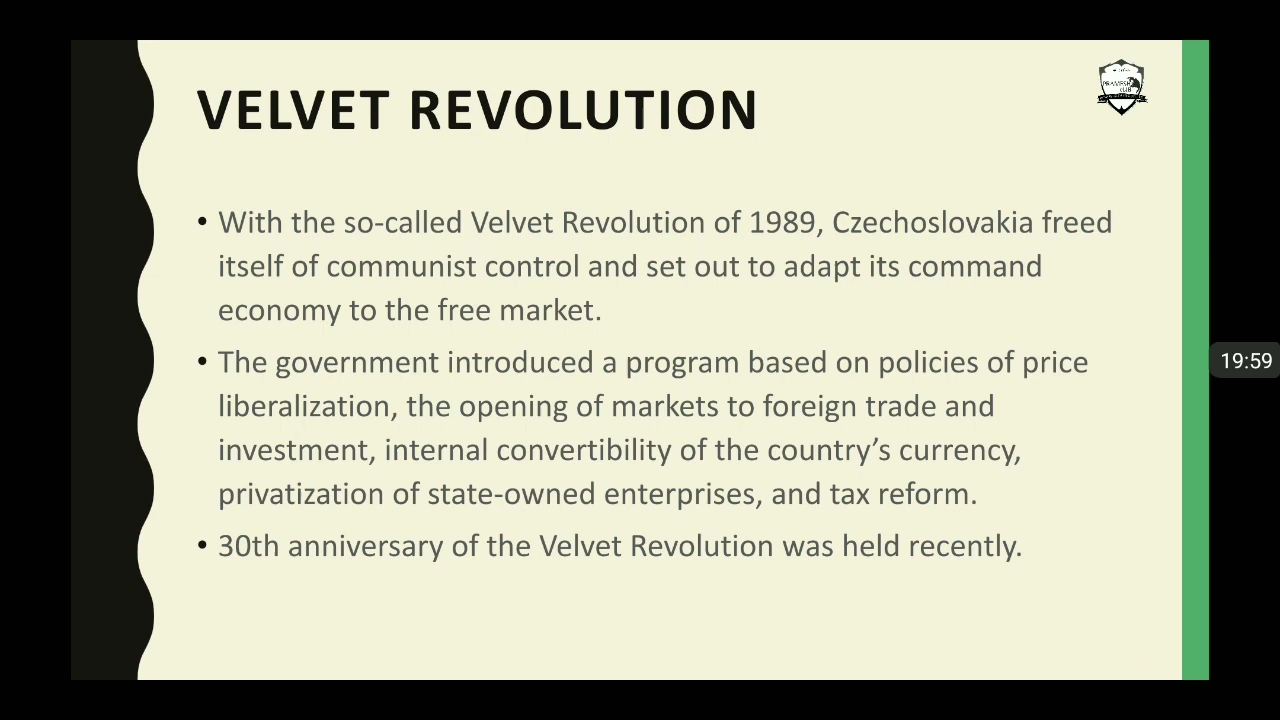 VELVET REVOLUTION
• With the so-called Velvet Revolution of 1989, Czechoslovakia freed
itself of communist control and set out to adapt its command
economy to the free market.
• The government introduced a program based on policies of price
liberalization, the opening of markets to foreign trade and
investment, internal convertibility of the country’s currency,
privatization of state-owned enterprises, and tax reform.
• 30th anniversary of the Velvet Revolution was held recently.
19:59